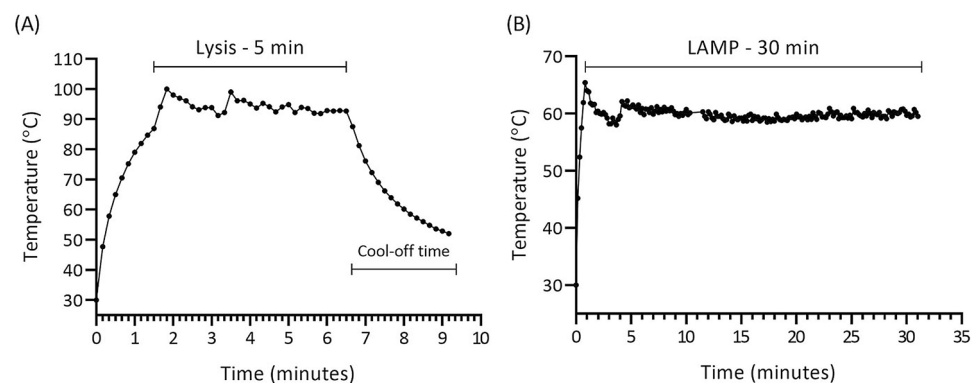 (A)
Lysis - 5 min
Temperature (°C)
110
100
90
80
70
60
50
40
30
Cool-off time
0 1 2 3 4 5 6 7 8 9 10
Time (minutes)
(B)
LAMP - 30 min
Temperature (°C)
70
60
50
40
30
0 5 10 15 20 25 30 35
Time (minutes)